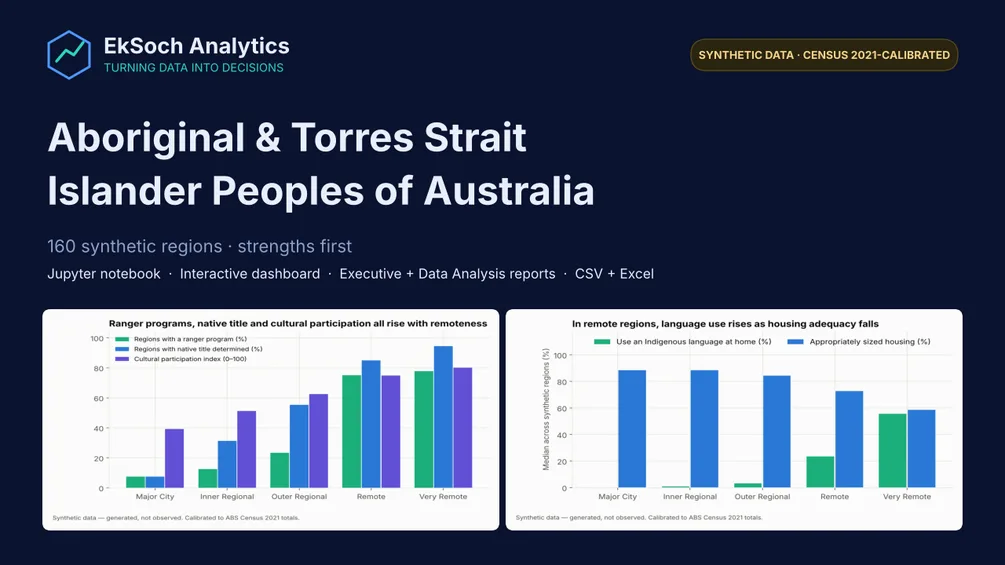 EkSoch Analytics
TURNING DATA INTO DECISIONS
SYNTHETIC DATA · CENSUS 2021-CALIBRATED
Aboriginal & Torres Strait
Islander Peoples of Australia
160 synthetic regions · strengths first
Jupyter notebook · Interactive dashboard · Executive + Data Analysis reports · CSV + Excel
Ranger programs, native title and cultural participation all rise with remoteness
Regions with a ranger program (%)
Regions with native title determined (%)
Cultural participation index (0–100)
100
80
60
40
20
0
Major City Inner Regional Outer Regional Remote Very Remote
Synthetic data — generated, not observed. Calibrated to ABS Census 2021 totals.
In remote regions, language use rises as housing adequacy falls
Use an Indigenous language at home (%) Appropriately sized housing (%)
Median across synthetic regions (%)
100
80
60
40
20
0
Major City Inner Regional Outer Regional Remote Very Remote
Synthetic data — generated, not observed. Calibrated to ABS Census 2021 totals.